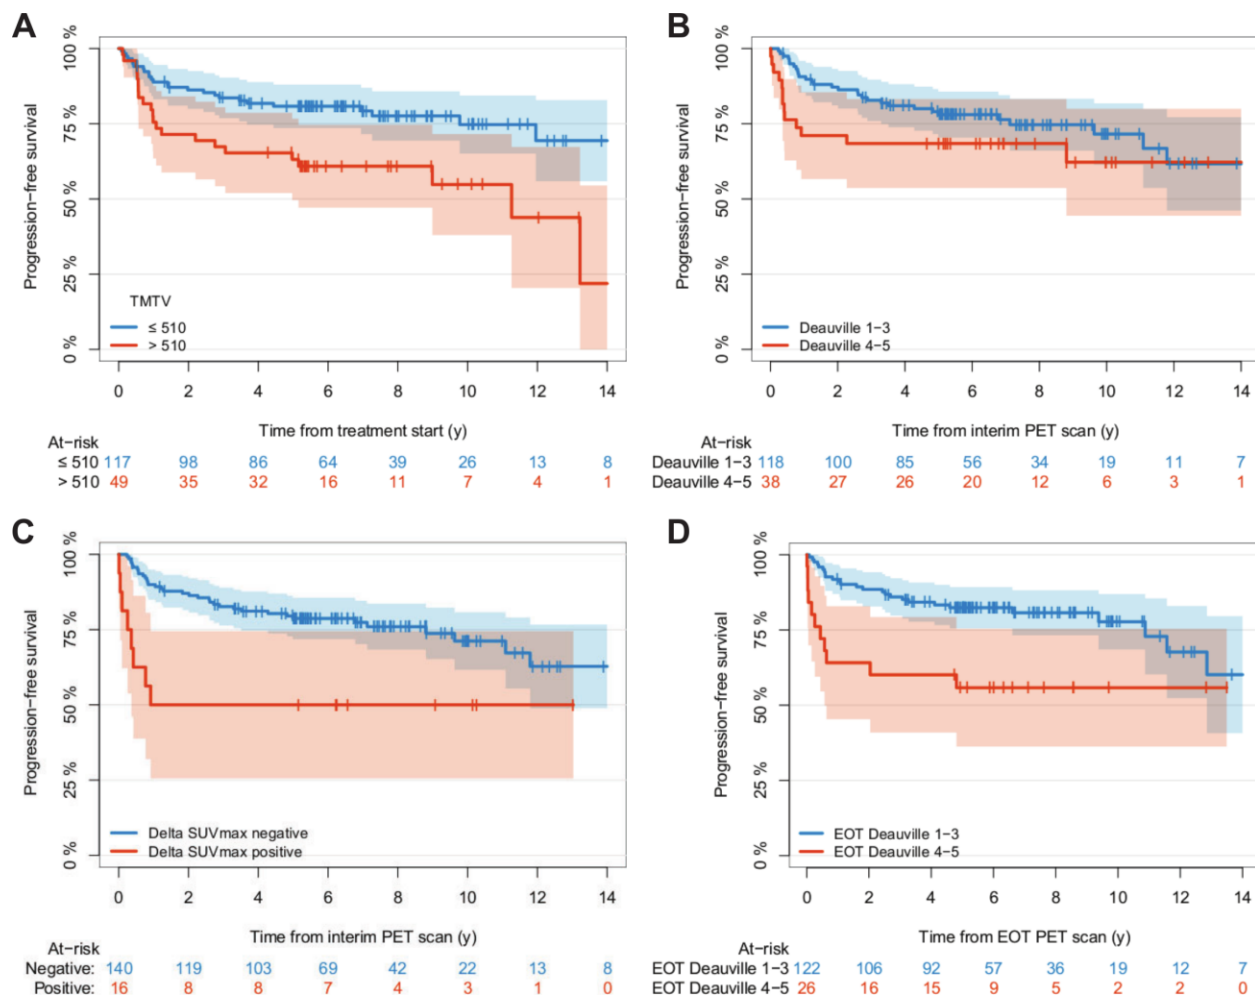 A
100 %
75 %
50 %
25 %
0 %
Progression-free survival
TMTV
≤ 510
> 510
0 2 4 6 8 10 12 14
Time from treatment start (y)
At-risk
≤ 510 117 98 86 64 39 26 13 8
> 510 49 35 32 16 11 7 4 1
B
100 %
75 %
50 %
25 %
0 %
Progression-free survival
Deauville 1-3
Deauville 4-5
0 2 4 6 8 10 12 14
Time from interim PET scan (y)
At-risk
Deauville 1-3 118 100 85 56 34 19 11 7
Deauville 4-5 38 27 26 20 12 6 3 1
C
100 %
75 %
50 %
25 %
0 %
Progression-free survival
Delta SUVmax negative
Delta SUVmax positive
0 2 4 6 8 10 12 14
Time from interim PET scan (y)
At-risk
Negative: 140 119 103 69 42 22 13 8
Positive: 16 8 8 7 4 3 1 0
D
100 %
75 %
50 %
25 %
0 %
Progression-free survival
EOT Deauville 1-3
EOT Deauville 4-5
0 2 4 6 8 10 12 14
Time from EOT PET scan (y)
At-risk
EOT Deauville 1-3 122 106 92 57 36 19 12 7
EOT Deauville 4-5 26 16 15 9 5 2 2 0